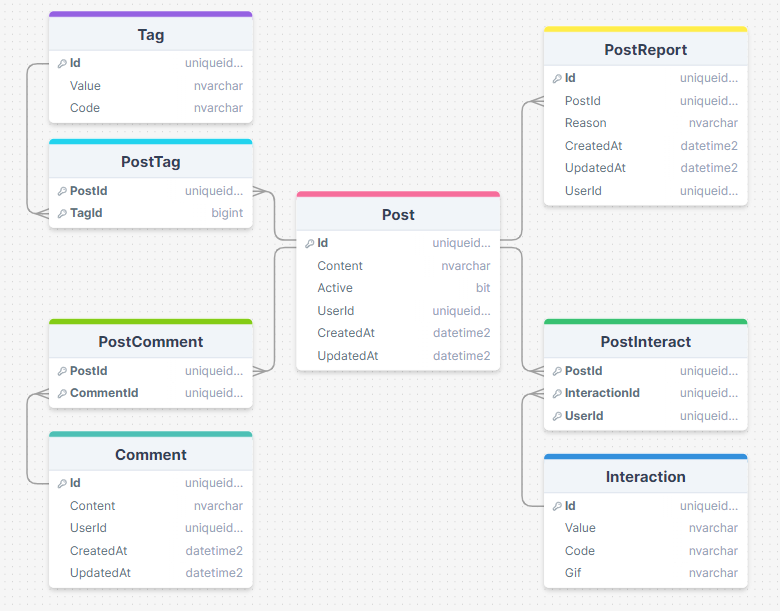 Tag
Id uniqueid...
Value nvarchar
Code nvarchar
PostTag
PostId uniqueid...
TagId bigint
PostComment
PostId uniqueid...
CommentId uniqueid...
Comment
Id uniqueid...
Content nvarchar
UserId uniqueid...
CreatedAt datetime2
UpdatedAt datetime2
Post
Id uniqueid...
Content nvarchar
Active bit
UserId uniqueid...
CreatedAt datetime2
UpdatedAt datetime2
PostReport
Id uniqueid...
PostId uniqueid...
Reason nvarchar
CreatedAt datetime2
UpdatedAt datetime2
UserId uniqueid...
PostInteract
PostId uniqueid...
InteractionId uniqueid...
UserId uniqueid...
Interaction
Id uniqueid...
Value nvarchar
Code nvarchar
Gif nvarchar